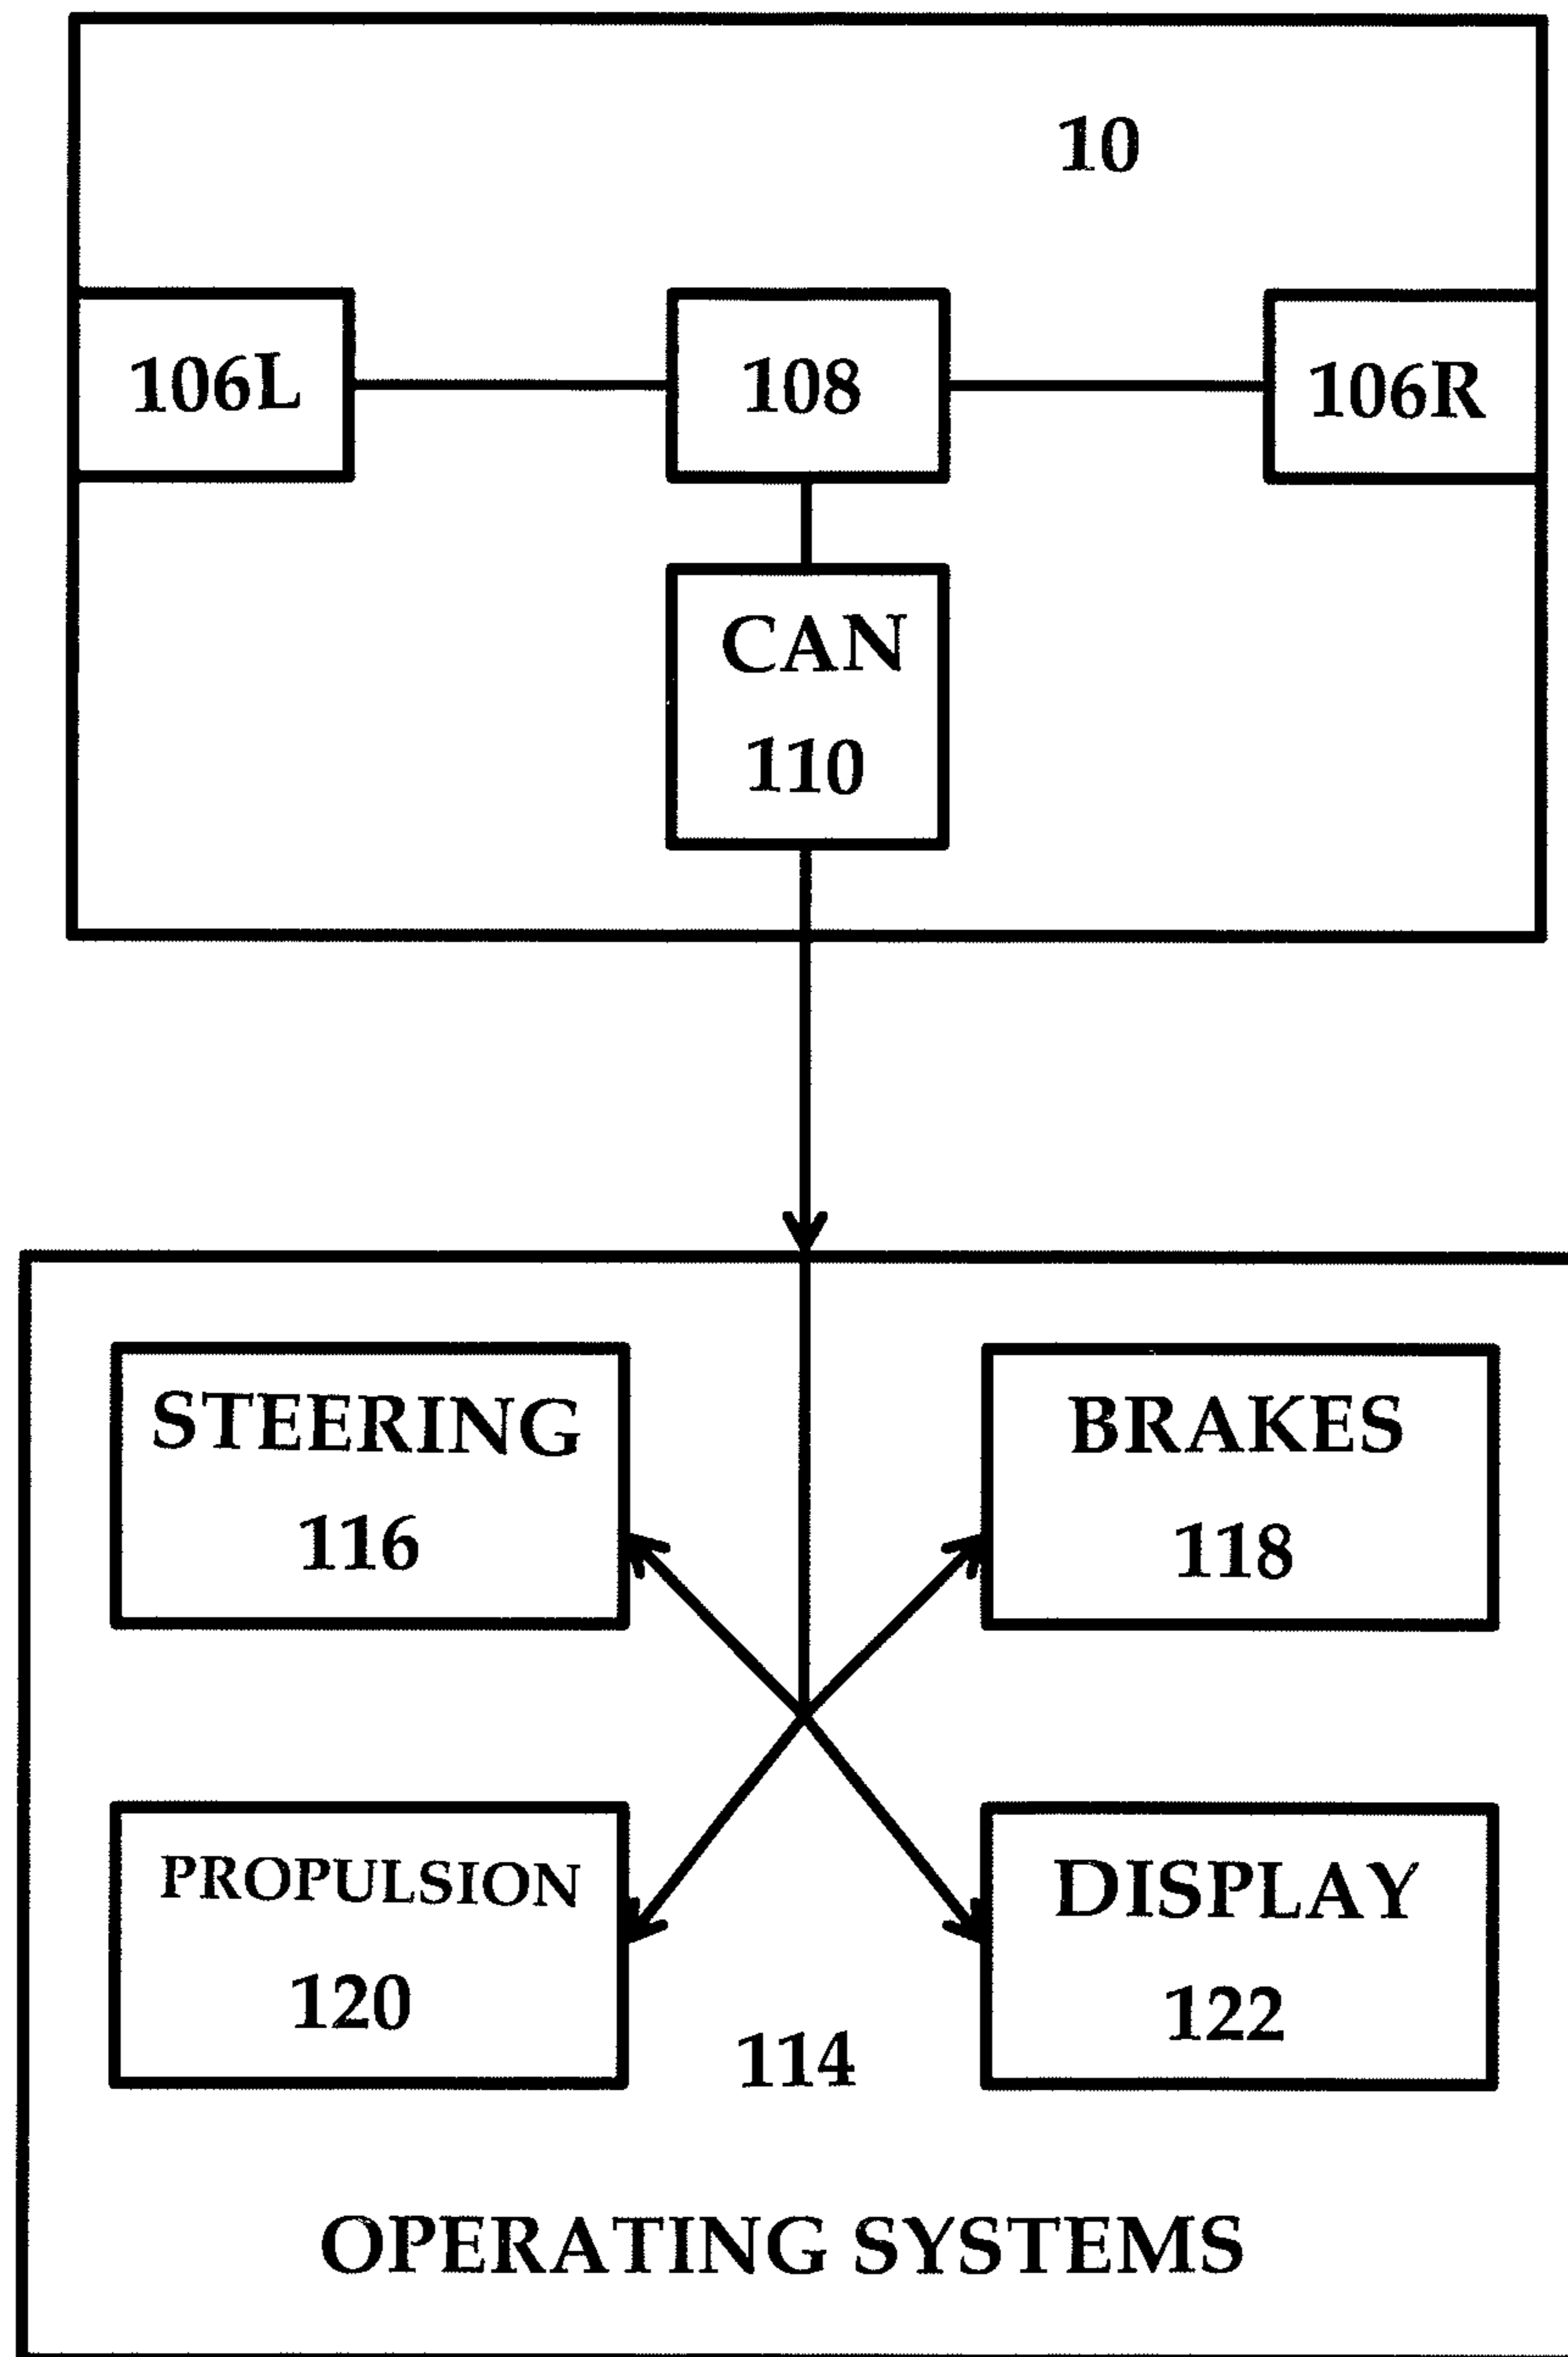 10
106L
108
106R
CAN
110
STEERING
116
BRAKES
118
PROPULSION
120
DISPLAY
122
114
OPERATING SYSTEMS